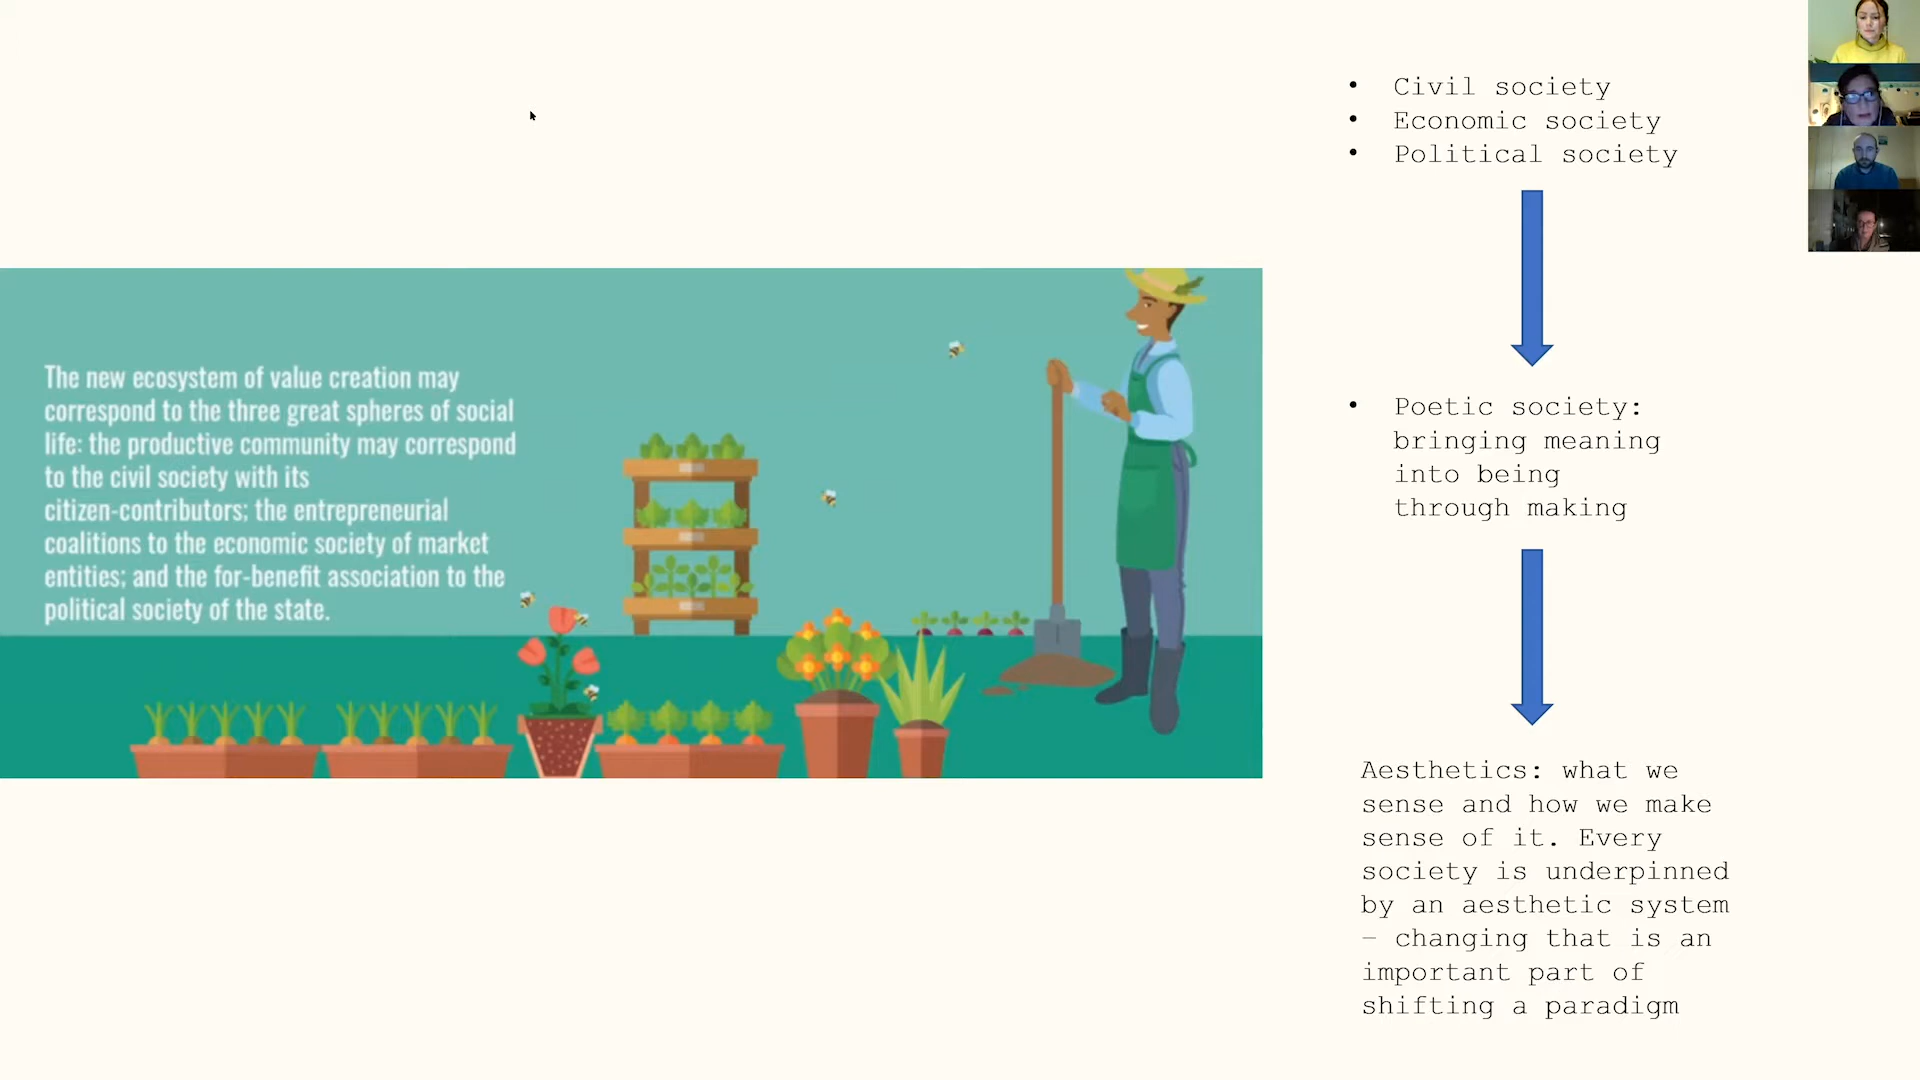 The new ecosystem of value creation may
correspond to the three great spheres of social
life: the productive community may correspond
to the civil society with its
citizen-contributors; the entrepreneurial
coalitions to the economic society of market
entities; and the for-benefit association to the
political society of the state.
• Civil society
• Economic society
• Political society
• Poetic society:
bringing meaning
into being
through making
Aesthetics: what we
sense and how we make
sense of it. Every
society is underpinned
by an aesthetic system
– changing that is an
important part of
shifting a paradigm